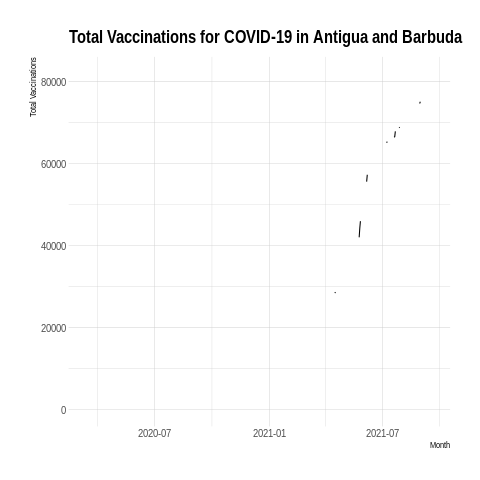 Total Vaccinations for COVID-19 in Antigua and Barbuda
Total Vaccinations
80000
60000
40000
20000
0
2020-07 2021-01 2021-07
Month